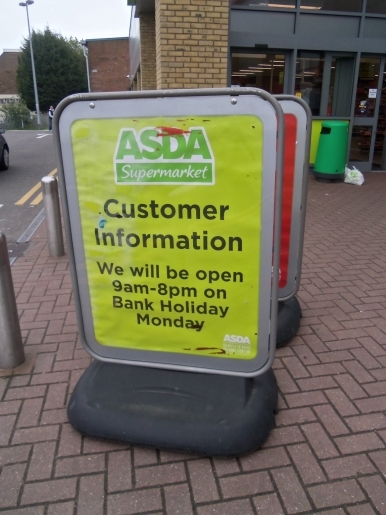 ASDA
Supermarket
Customer
Information
We will be open
9am-8pm on
Bank Holiday
Monday
ASDA